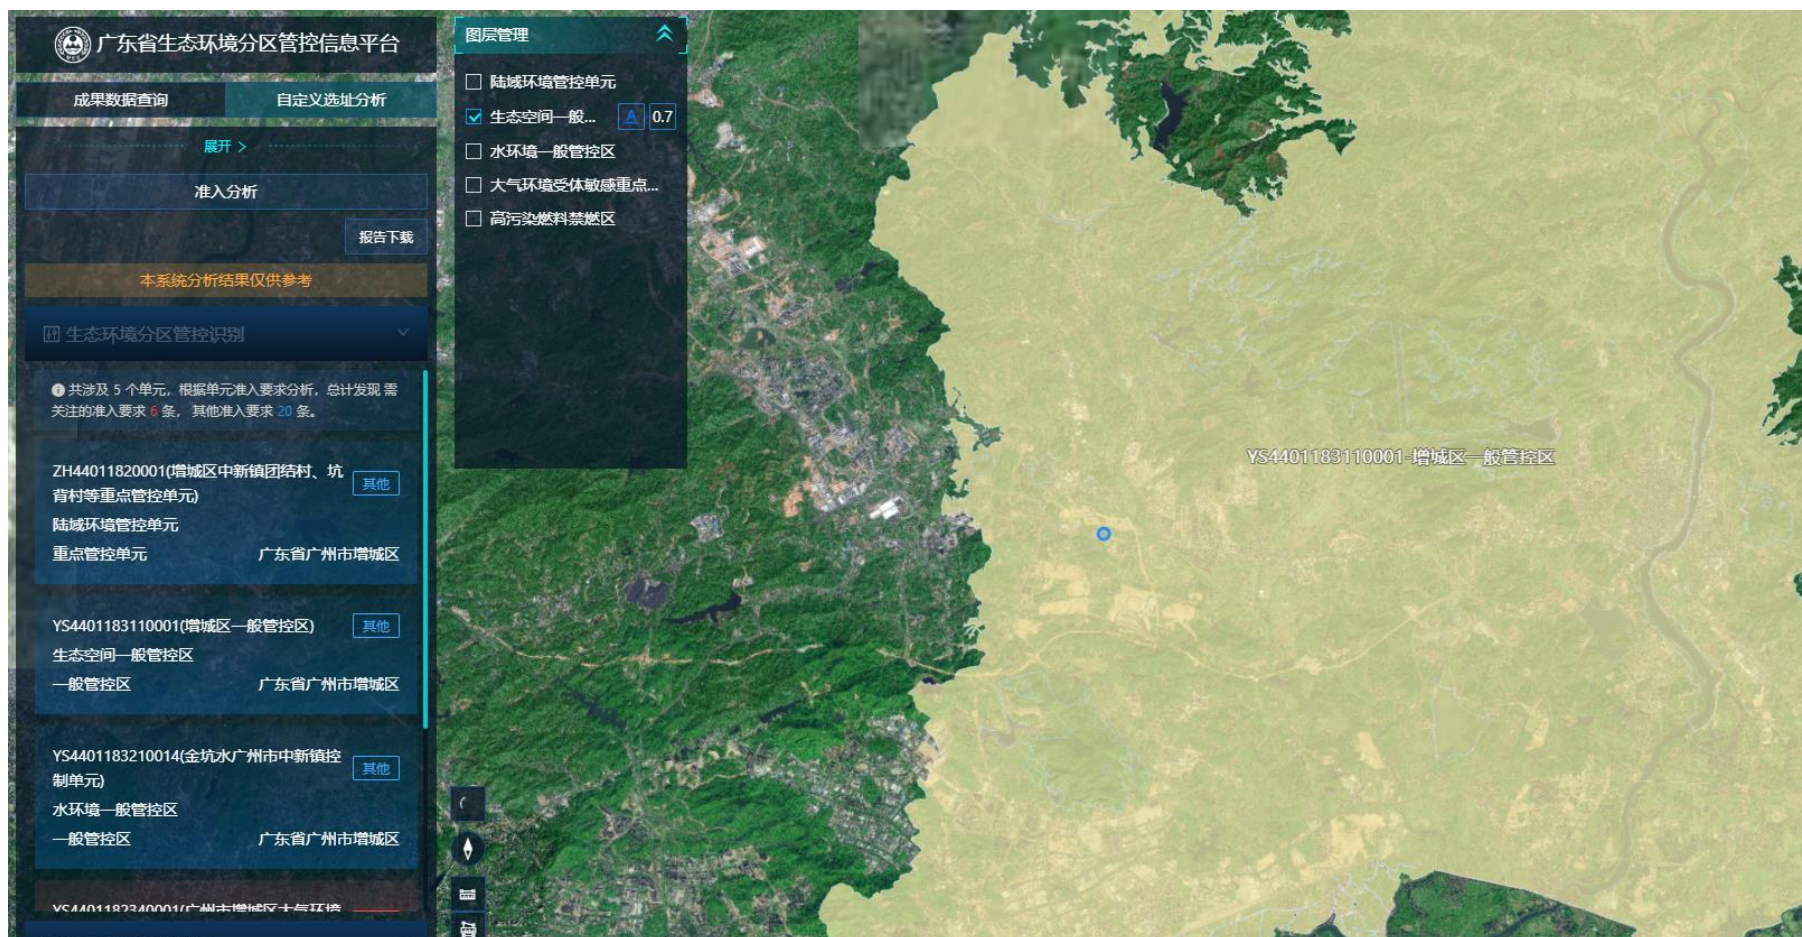 广东省生态环境分区管控信息平台
成果数据查询
自定义选址分析
展开 >
准入分析
报告下载
本系统分析结果仅供参考
生态环境分区管控识别
共涉及 5 个单元，根据单元准入要求分析，总计发现 需
关注的准入要求 6 条， 其他准入要求 20 条。
ZH44011820001(增城区中新镇团结村、坑
背村等重点管控单元)
其他
陆域环境管控单元
重点管控单元
广东省广州市增城区
YS4401183110001(增城区一般管控区)
其他
生态空间一般管控区
一般管控区
广东省广州市增城区
YS4401183210014(金坑水广州市中新镇控
制单元)
其他
水环境一般管控区
一般管控区
广东省广州市增城区
YS4401182340001(广州市增城区大气环境
图层管理
陆域环境管控单元
生态空间一般...
A
0.7
水环境一般管控区
大气环境受体敏感重点...
高污染燃料禁燃区
YS4401183110001-增城区一般管控区